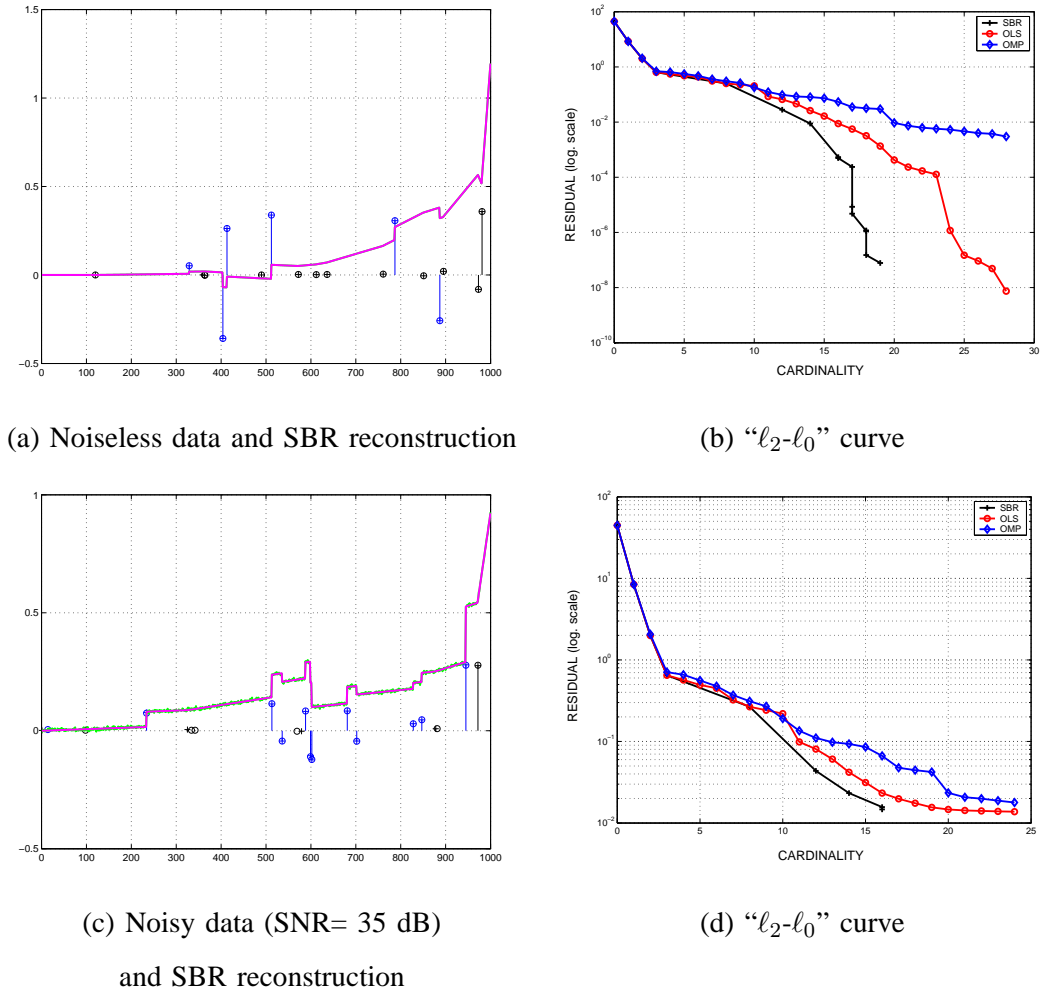 1.5
1
0.5
0
−0.5
0 100 200 300 400 500 600 700 800 900 1000
(a) Noiseless data and SBR reconstruction
10^2
10^0
10^−2
10^−4
10^−6
10^−8
10^−10
RESIDUAL (log. scale)
0 5 10 15 20 25 30
CARDINALITY
SBR
OLS
OMP
(b) “ℓ2-ℓ0” curve
1
0.5
0
−0.5
0 100 200 300 400 500 600 700 800 900 1000
(c) Noisy data (SNR= 35 dB)
and SBR reconstruction
10^2
10^1
10^0
10^−1
10^−2
RESIDUAL (log. scale)
0 5 10 15 20 25
CARDINALITY
SBR
OLS
OMP
(d) “ℓ2-ℓ0” curve